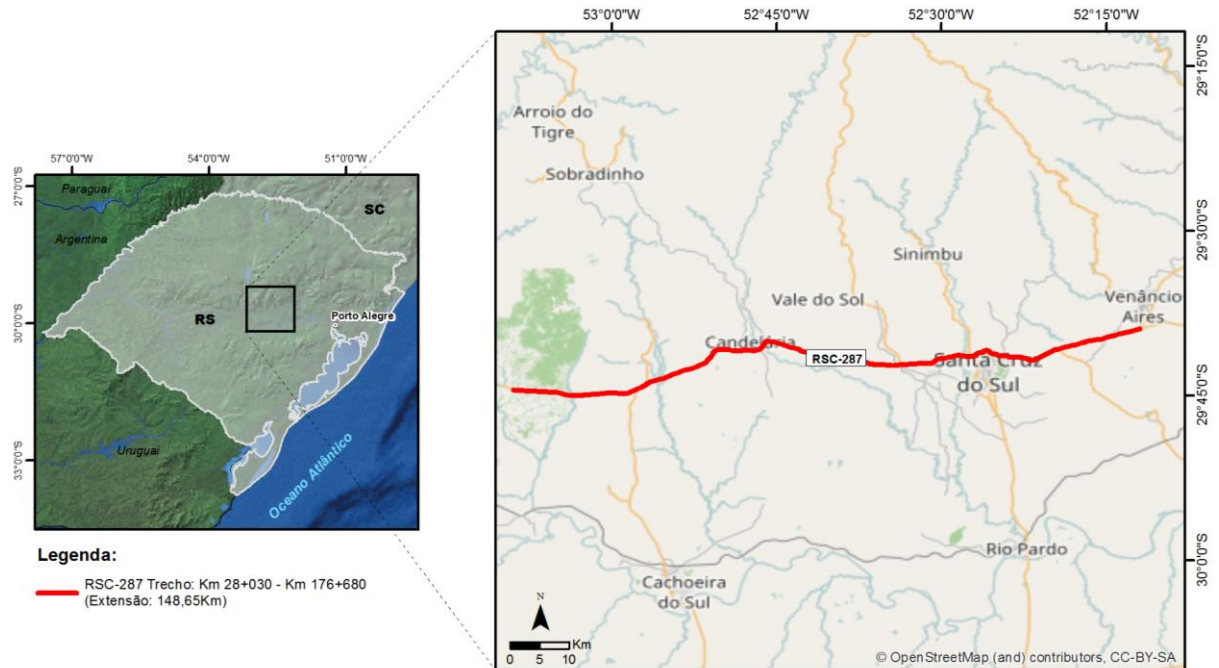 53°0'0"W 52°45'0"W 52°30'0"W 52°15'0"W
29°15'0"S
29°30'0"S
29°45'0"S
30°0'0"S
Arroio do
Tigre
Sobradinho
Sinimbu
Vale do Sol
Venâncio
Aires
Candelária
RSC-287
Santa Cruz
do Sul
Rio Pardo
Cachoeira
do Sul
N
Km
0 5 10
© OpenStreetMap (and) contributors, CC-BY-SA
57°0'0"W 54°0'0"W 51°0'0"W
27°0'0"S
30°0'0"S
33°0'0"S
Paraguai
SC
Argentina
RS
Porto Alegre
Uruguai
Oceano Atlântico
Legenda:
RSC-287 Trecho: Km 28+030 - Km 176+680
(Extensão: 148,65Km)